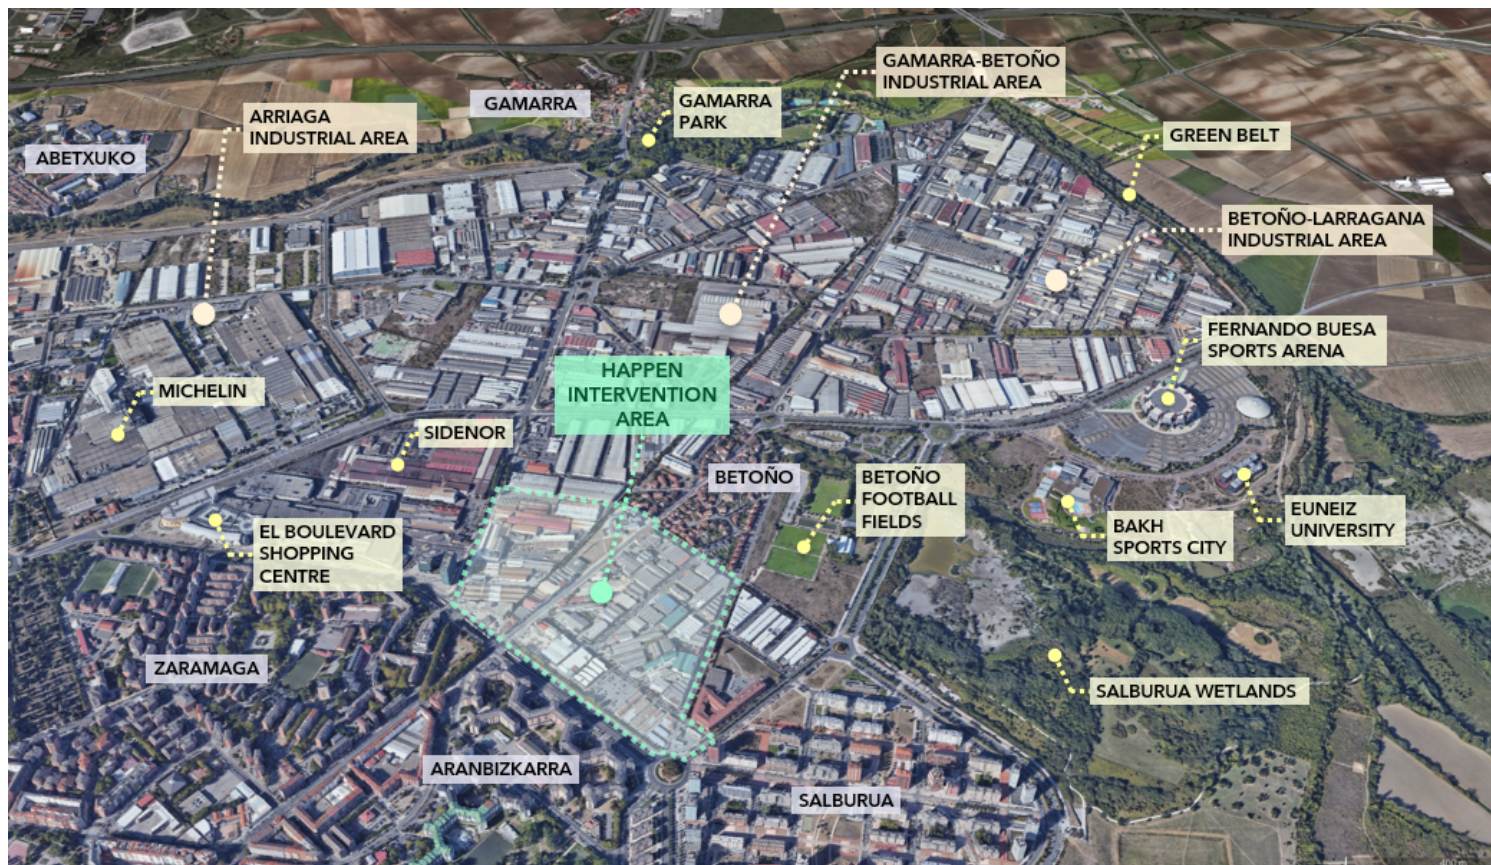 GAMARRA-BETOÑO
INDUSTRIAL AREA
GAMARRA
GAMARRA
PARK
ARRIAGA
INDUSTRIAL AREA
GREEN BELT
ABETXUKO
BETOÑO-LARRAGANA
INDUSTRIAL AREA
FERNANDO BUESA
SPORTS ARENA
HAPPEN
INTERVENTION
AREA
MICHELIN
SIDENOR
BETOÑO
BETOÑO
FOOTBALL
FIELDS
EUNEIZ
UNIVERSITY
BAKH
SPORTS CITY
EL BOULEVARD
SHOPPING
CENTRE
ZARAMAGA
SALBURUA WETLANDS
ARANBIZKARRA
SALBURUA